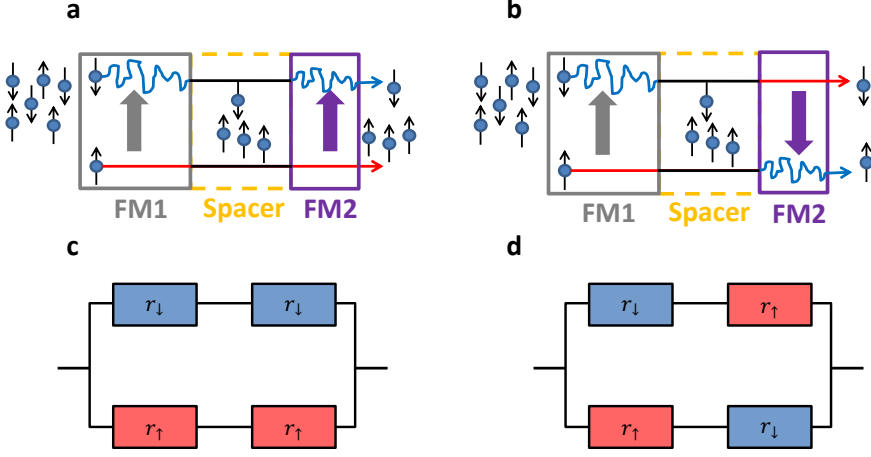 a
b
FM1 Spacer FM2
FM1 Spacer FM2
c
d
r↓ r↓
r↓ r↑
r↑ r↑
r↑ r↓